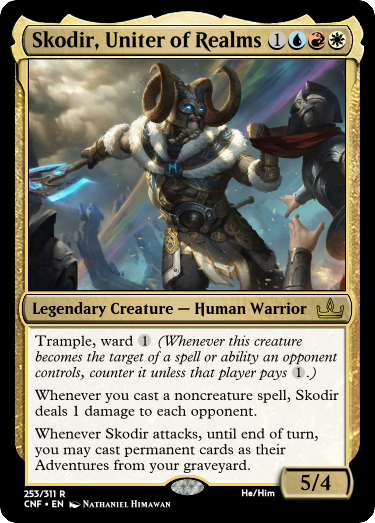 Skodir, Uniter of Realms 1
Legendary Creature — Human Warrior
Trample, ward 1 (Whenever this creature
becomes the target of a spell or ability an opponent
controls, counter it unless that player pays 1.)
Whenever you cast a noncreature spell, Skodir
deals 1 damage to each opponent.
Whenever Skodir attacks, until end of turn,
you may cast permanent cards as their
Adventures from your graveyard.
5/4
253/311 R
He/Him
CNF • EN Nathaniel Himawan